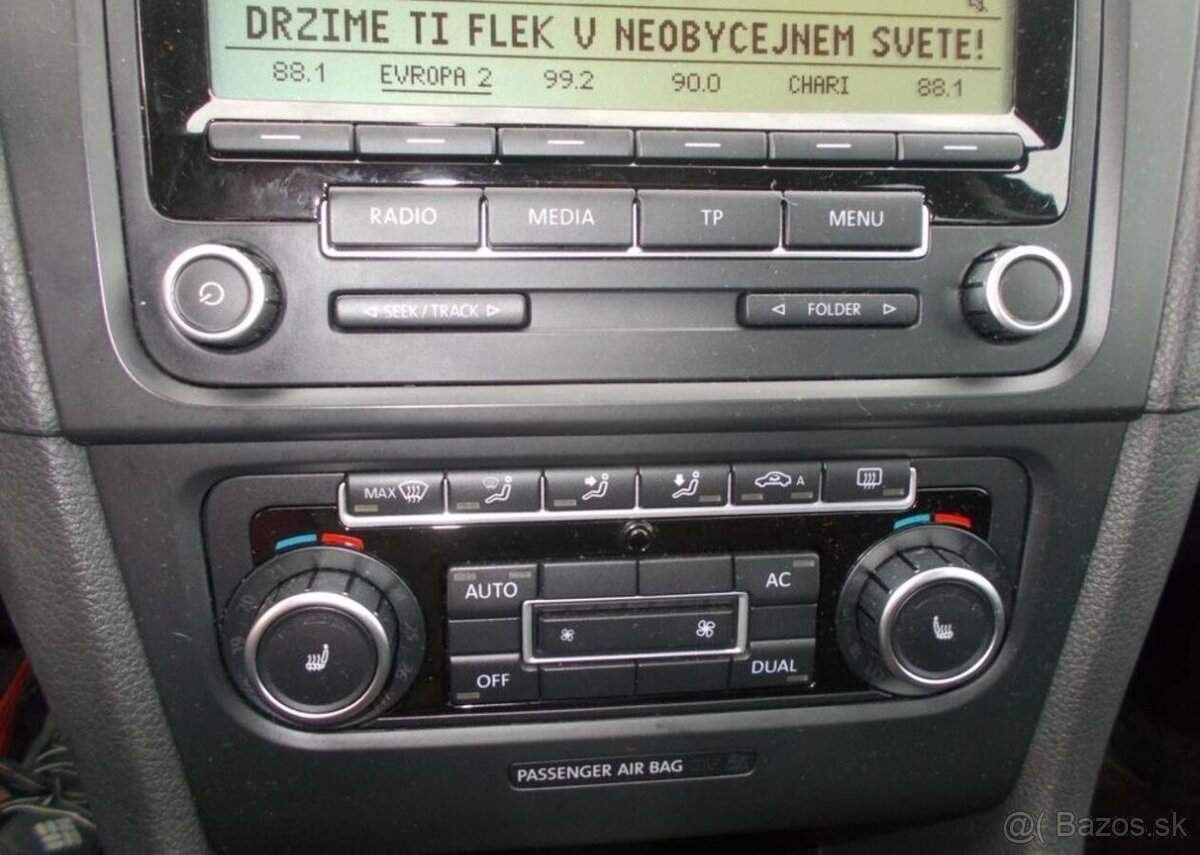 DRZIME TI FLEK V NEOBYCEJNEM SVETE!
88.1 EVROPA 2 99.2 90.0 CHARI 88.1
RADIO MEDIA TP MENU
SEEK / TRACK FOLDER
MAX A
AUTO AC
OFF DUAL
PASSENGER AIR BAG
@( Bazos.sk